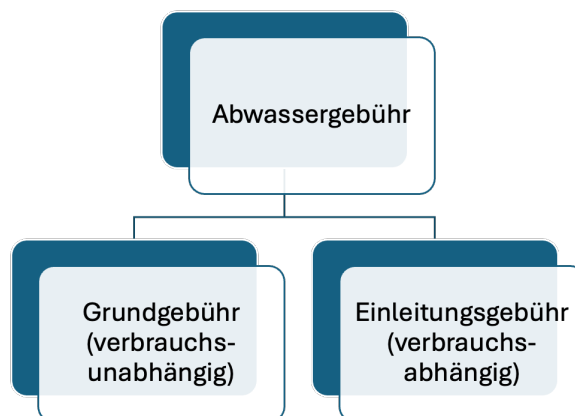 Abwassergebühr
Grundgebühr
(verbrauchs-
unabhängig)
Einleitungsgebühr
(verbrauchs-
abhängig)